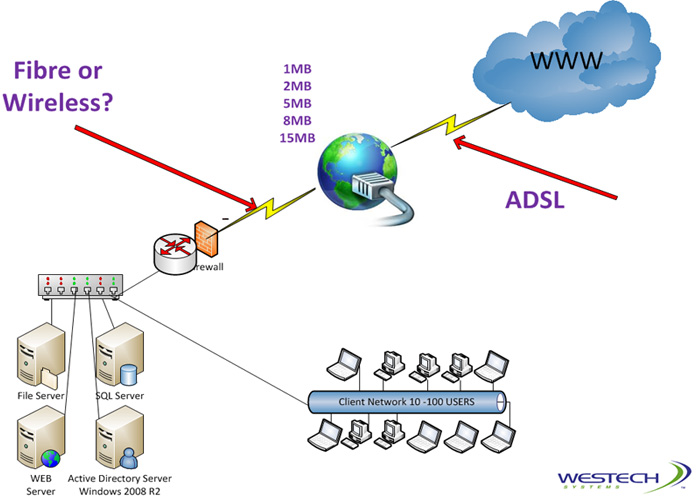 WWW
Fibre or
Wireless?
1MB
2MB
5MB
8MB
15MB
ADSL
File Server
SQL Server
Client Network 10 -100 USERS
WEB
Server
Active Directory Server
Windows 2008 R2
WESTECH
SYSTEMS